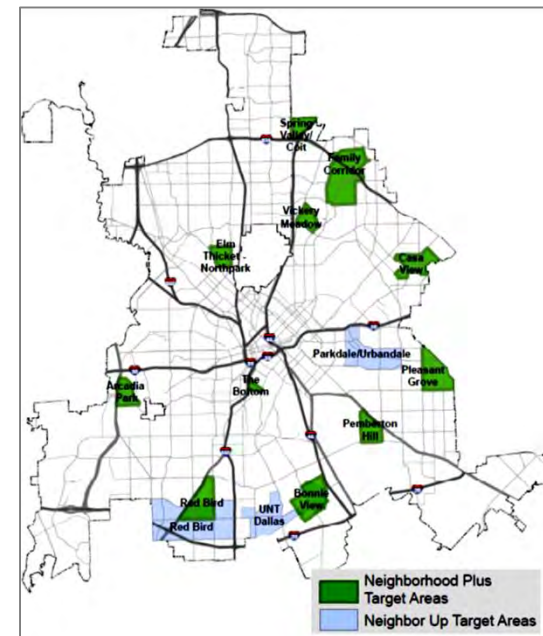 Spring
Valley/
Coit
Family
Corridor
Vickery
Meadow
Elm
Thicket -
Northpark
Casa
View
Parkdale/Urbandale
Pleasant
Grove
Arcadia
Park
The
Bottom
Pemberton
Hill
Red Bird
Bonnie
View
UNT
Dallas
Red Bird
Neighborhood Plus
Target Areas
Neighbor Up Target Areas